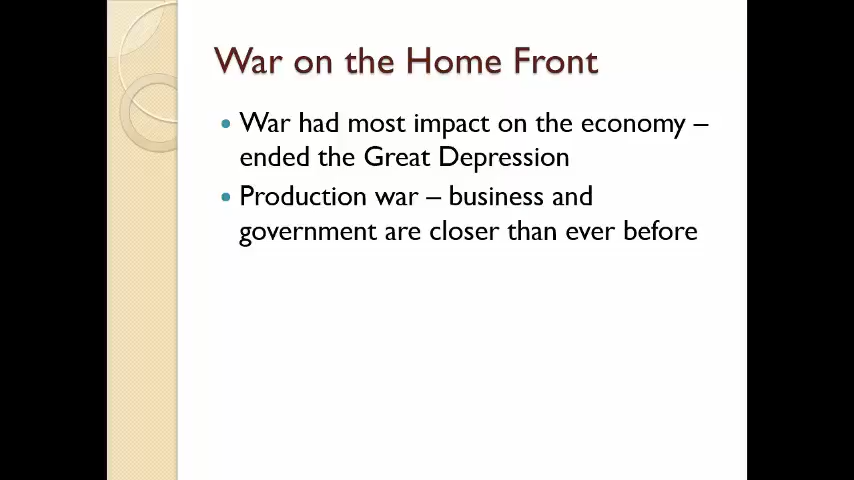 War on the Home Front
• War had most impact on the economy –
ended the Great Depression
• Production war – business and
government are closer than ever before